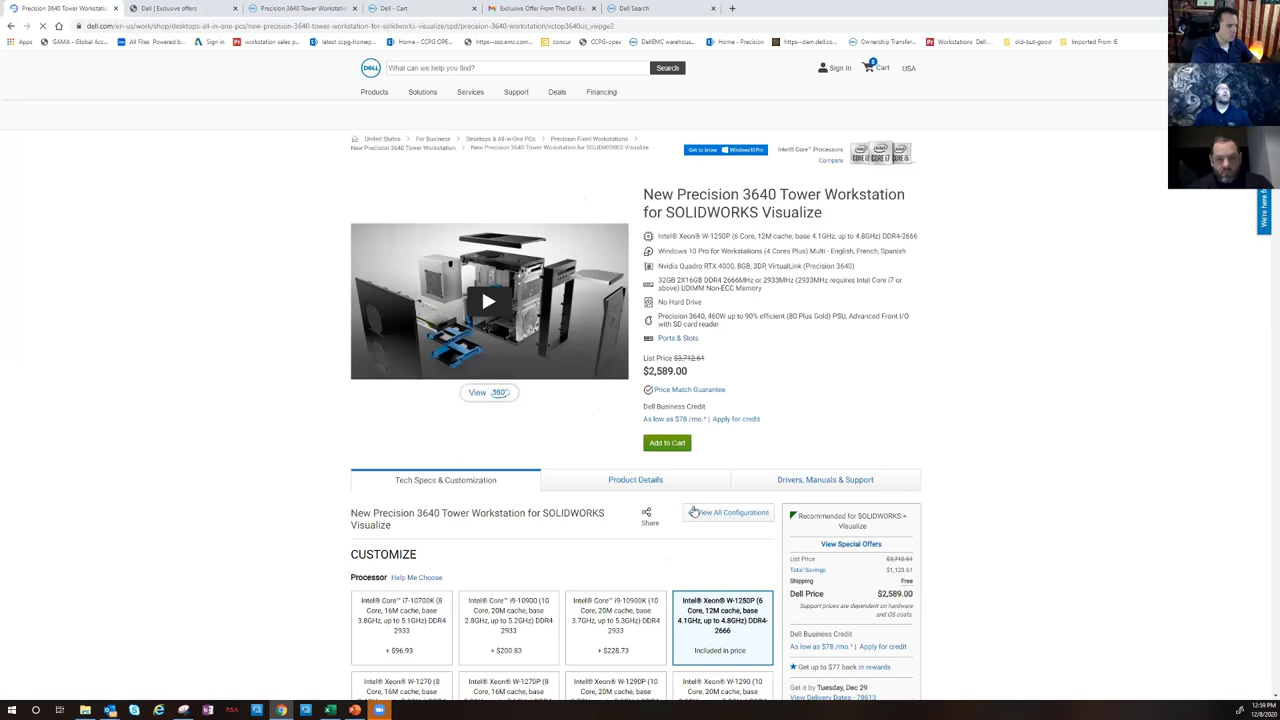 Precision 3640 Tower Workstatio
Dell | Exclusive offers
Precision 3640 Tower Workstatio
Dell - Cart
Exclusive Offer From The Dell Ex
Dell Search
dell.com/en-us/work/shop/desktops-all-in-one-pcs/new-precision-3640-tower-workstation-for-solidworks-visualize/spd/precision-3640-workstation/xctop3640us_vivpge2
Apps
GAMA - Global Acc...
All Files Powered b...
Sign in
workstation sales p...
latest ccpg-homep...
Home - CCPG OPE...
https--sso.emc.com...
concur
CCPG-opex
DellEMC warehou...
Home - Precision
https--dam.dell.co...
Ownership Transfer...
Workstations Dell...
old-but-good
Imported From IE
DELL
What can we help you find?
Search
Sign In
Cart
USA
Products
Solutions
Services
Support
Deals
Financing
United States
For Business
Desktops & All-in-One PCs
Precision Fixed Workstations
New Precision 3640 Tower Workstation
New Precision 3640 Tower Workstation for SOLIDWORKS Visualize
Get to know
Windows 10 Pro
Intel® Core™ Processors
Compare
CORE i7
CORE i5
New Precision 3640 Tower Workstation
for SOLIDWORKS Visualize
Intel® Xeon® W-1250P (6 Core, 12M cache, base 4.1GHz, up to 4.8GHz) DDR4-2666
Windows 10 Pro for Workstations (4 Cores Plus) Multi - English, French, Spanish
Nvidia Quadro RTX 4000, 8GB, 3DP, VirtualLink (Precision 3640)
32GB 2X16GB DDR4 2666MHz or 2933MHz (2933MHz requires Intel Core i7 or
above) UDIMM Non-ECC Memory
No Hard Drive
Precision 3640, 460W up to 90% efficient (80 Plus Gold) PSU, Advanced Front I/O
with SD card reader
Ports & Slots
List Price $3,712.61
$2,589.00
Price Match Guarantee
Dell Business Credit
As low as $78 /mo.^ | Apply for credit
Add to Cart
View 360°
We're here fo
Tech Specs & Customization
Product Details
Drivers, Manuals & Support
New Precision 3640 Tower Workstation for SOLIDWORKS
Visualize
Share
View All Configurations
CUSTOMIZE
Processor Help Me Choose
Intel® Core™ i7-10700K (8
Core, 16M cache, base
3.8GHz, up to 5.1GHz) DDR4
2933
+ $96.93
Intel® Core™ i9-10900 (10
Core, 20M cache, base
2.8GHz, up to 5.2GHz) DDR4
2933
+ $200.83
Intel® Core™ i9-10900K (10
Core, 20M cache, base
3.7GHz, up to 5.3GHz) DDR4
2933
+ $228.73
Intel® Xeon® W-1250P (6
Core, 12M cache, base
4.1GHz, up to 4.8GHz) DDR4-
2666
Included in price
Intel® Xeon® W-1270 (8
Core, 16M cache, base
Intel® Xeon® W-1270P (8
Core, 16M cache, base
Intel® Xeon® W-1290P (10
Core, 20M cache, base
Intel® Xeon® W-1290 (10
Core, 20M cache, base
Recommended for SOLIDWORKS +
Visualize
View Special Offers
List Price $3,712.61
Total Savings $1,123.61
Shipping Free
Dell Price $2,589.00
Support prices are dependent on hardware
and OS costs.
Dell Business Credit
As low as $78 /mo.^ | Apply for credit
Get up to $77 back in rewards
Get it by Tuesday, Dec 29
View Delivery Dates - 78613
12:59 PM
12/8/2020